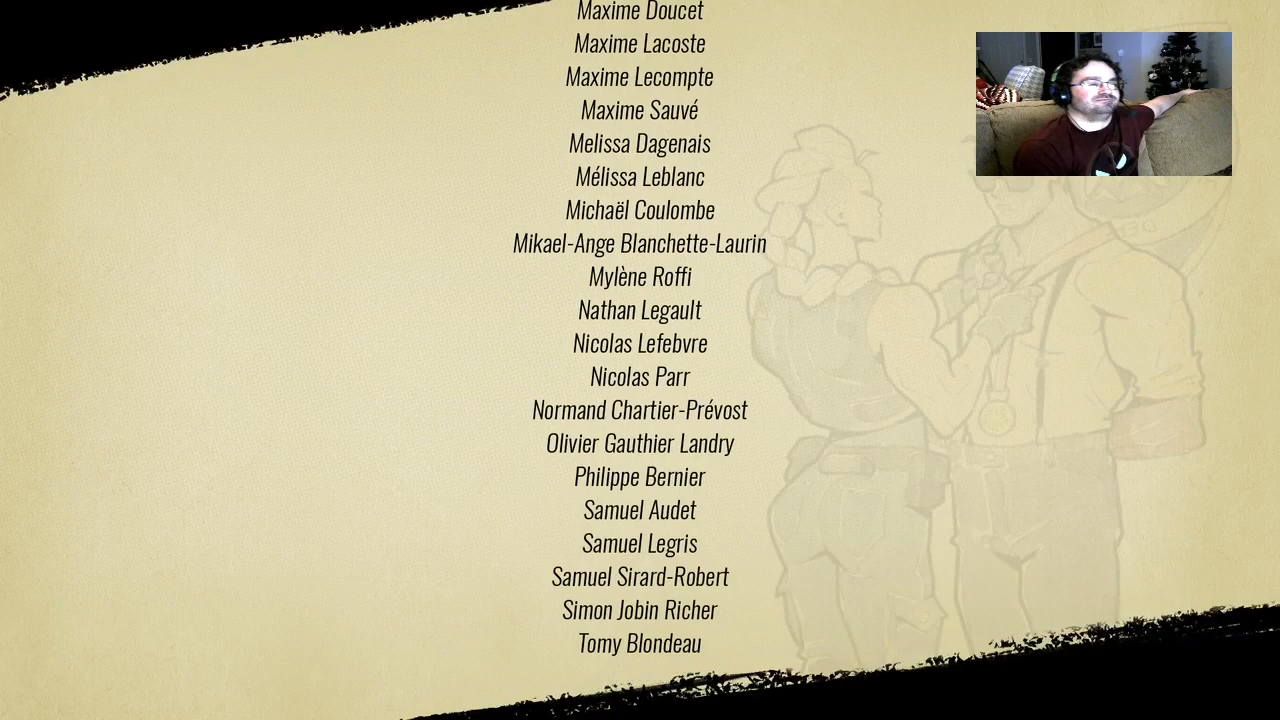 Maxime Doucet
Maxime Lacoste
Maxime Lecompte
Maxime Sauvé
Melissa Dagenais
Mélissa Leblanc
Michaël Coulombe
Mikael-Ange Blanchette-Laurin
Mylène Roffi
Nathan Legault
Nicolas Lefebvre
Nicolas Parr
Normand Chartier-Prévost
Olivier Gauthier Landry
Philippe Bernier
Samuel Audet
Samuel Legris
Samuel Sirard-Robert
Simon Jobin Richer
Tomy Blondeau